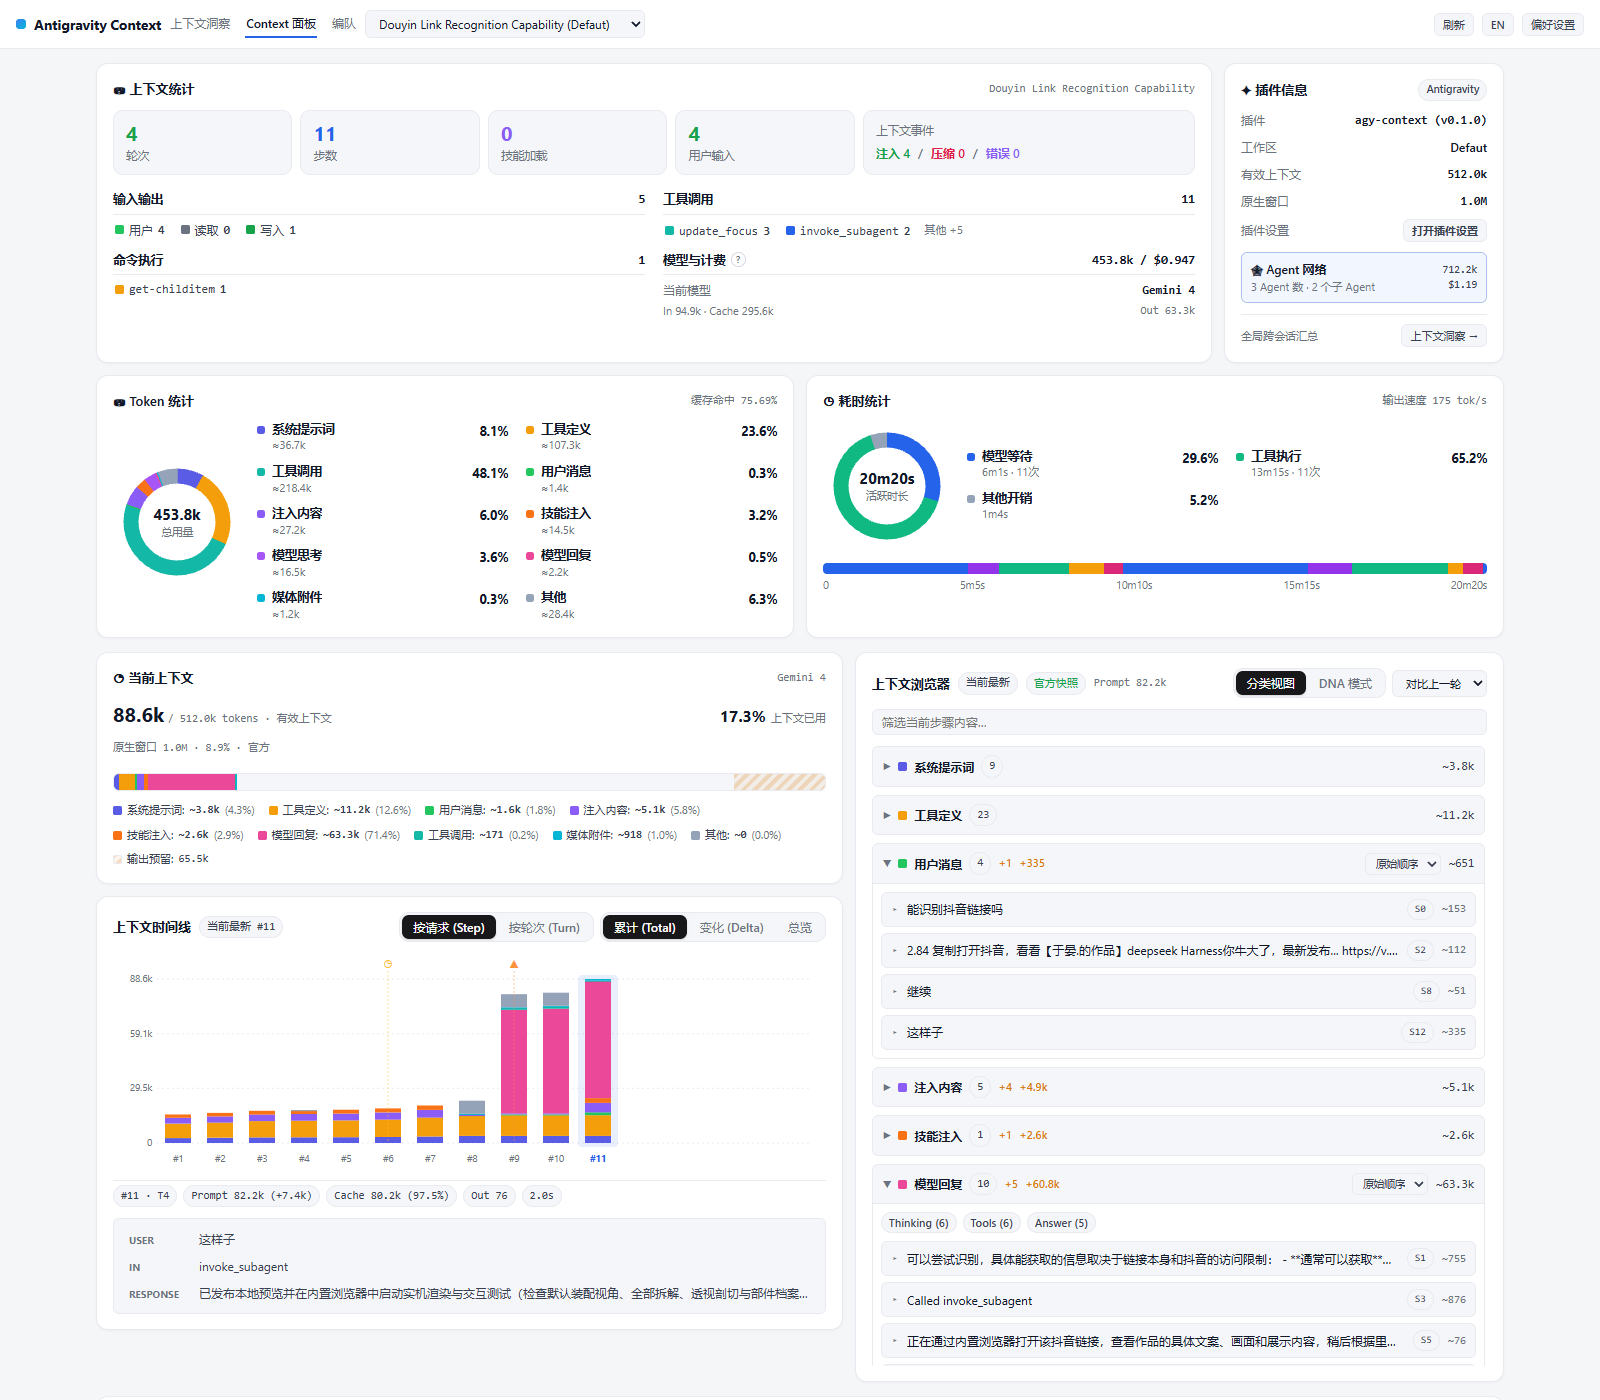 Antigravity Context 上下文洞察 Context 面板 编队 Douyin Link Recognition Capability (Defaut) 刷新 EN 偏好设置
上下文统计 Douyin Link Recognition Capability
4 轮次
11 步数
0 技能加载
4 用户输入
上下文事件
注入 4 / 压缩 0 / 错误 0
输入输出 5
用户 4 读取 0 写入 1
工具调用 11
update_focus 3 invoke_subagent 2 其他 +5
命令执行 1
get-childitem 1
模型与计费 ? 453.8k / $0.947
当前模型 Gemini 4
In 94.9k · Cache 295.6k Out 63.3k
插件信息 Antigravity
插件 agy-context (v0.1.0)
工作区 Defaut
有效上下文 512.0k
原生窗口 1.0M
插件设置 打开插件设置
Agent 网络 712.2k
3 Agent 数 · 2 个子 Agent $1.19
全局跨会话汇总 上下文洞察 →
Token 统计 缓存命中 75.69%
453.8k
总用量
系统提示词 8.1%
≈36.7k
工具定义 23.6%
≈107.3k
工具调用 48.1%
≈218.4k
用户消息 0.3%
≈1.4k
注入内容 6.0%
≈27.2k
技能注入 3.2%
≈14.5k
模型思考 3.6%
≈16.5k
模型回复 0.5%
≈2.2k
媒体附件 0.3%
≈1.2k
其他 6.3%
≈28.4k
耗时统计 输出速度 175 tok/s
20m20s
活跃时长
模型等待 29.6%
6m1s · 11次
工具执行 65.2%
13m15s · 11次
其他开销 5.2%
1m4s
0 5m5s 10m10s 15m15s 20m20s
当前上下文 Gemini 4
88.6k / 512.0k tokens · 有效上下文 17.3% 上下文已用
原生窗口 1.0M · 8.9% · 官方
系统提示词: ~3.8k (4.3%) 工具定义: ~11.2k (12.6%) 用户消息: ~1.6k (1.8%) 注入内容: ~5.1k (5.8%)
技能注入: ~2.6k (2.9%) 模型回复: ~63.3k (71.4%) 工具调用: ~171 (0.2%) 媒体附件: ~918 (1.0%) 其他: ~0 (0.0%)
输出预留: 65.5k
上下文时间线 当前最新 #11 按请求 (Step) 按轮次 (Turn) 累计 (Total) 变化 (Delta) 总览
88.6k
59.1k
29.5k
0
#1 #2 #3 #4 #5 #6 #7 #8 #9 #10 #11
#11 · T4 Prompt 82.2k (+7.4k) Cache 80.2k (97.5%) Out 76 2.0s
USER 这样子
IN invoke_subagent
RESPONSE 已发布本地预览并在内置浏览器中启动实机渲染与交互测试（检查默认装配视角、全部拆解、透视剖切与部件档案...
上下文浏览器 当前最新 官方快照 Prompt 82.2k 分类视图 DNA 模式 对比上一轮
筛选当前步骤内容...
系统提示词 9 ~3.8k
工具定义 23 ~11.2k
用户消息 4 +1 +335 原始顺序 ~651
能识别抖音链接吗 S0 ~153
2.84 复制打开抖音，看看【于晏.的作品】deepseek Harness你牛大了，最新发布... https://v.... S2 ~112
继续 S8 ~51
这样子 S12 ~335
注入内容 5 +4 +4.9k ~5.1k
技能注入 1 +1 +2.6k ~2.6k
模型回复 10 +5 +60.8k 原始顺序 ~63.3k
Thinking (6) Tools (6) Answer (5)
可以尝试识别，具体能获取的信息取决于链接本身和抖音的访问限制： - **通常可以获取**... S1 ~755
Called invoke_subagent S3 ~876
正在通过内置浏览器打开该抖音链接，查看作品的具体文案、画面和展示内容，稍后根据里... S5 ~76